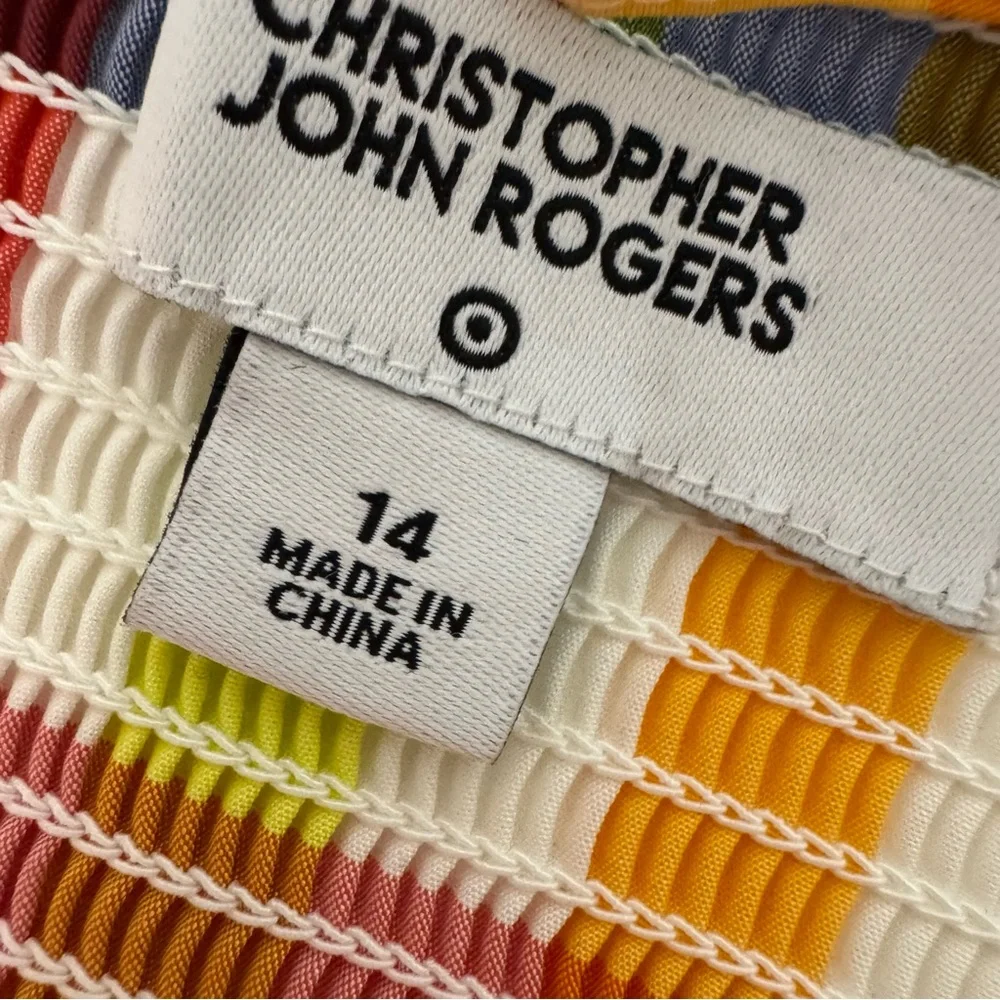 CHRISTOPHER
JOHN ROGERS
14
MADE IN
CHINA